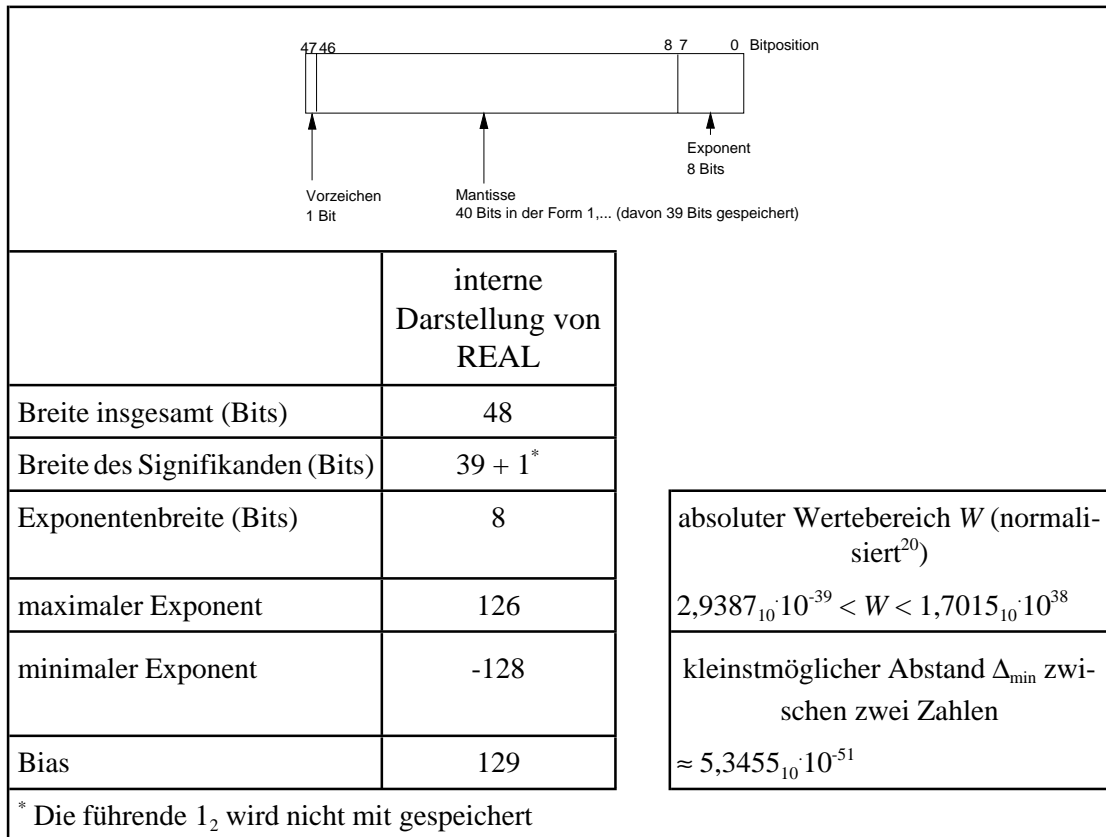 47 46 8 7 0 Bitposition
Exponent
8 Bits
Vorzeichen
1 Bit
Mantisse
40 Bits in der Form 1,... (davon 39 Bits gespeichert)
interne
Darstellung von
REAL
Breite insgesamt (Bits) 48
Breite des Signifikanden (Bits) 39 + 1*
Exponentenbreite (Bits) 8
maximaler Exponent 126
minimaler Exponent -128
Bias 129
absoluter Wertebereich W (normali-
siert20)
2,938710·10-39 < W < 1,701510·1038
kleinstmöglicher Abstand Δmin zwi-
schen zwei Zahlen
≈ 5,345510·10-51
* Die führende 12 wird nicht mit gespeichert